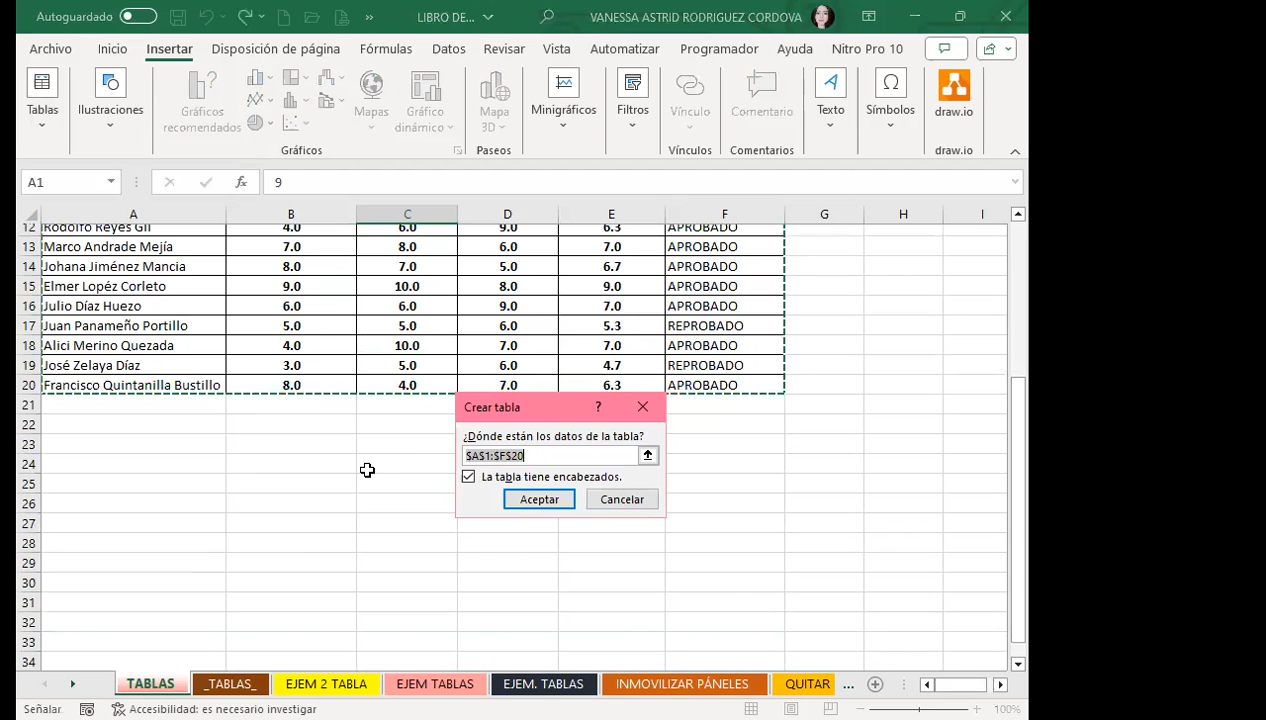 Autoguardado
LIBRO DE...
VANESSA ASTRID RODRIGUEZ CORDOVA
Archivo Inicio Insertar Disposición de página Fórmulas Datos Revisar Vista Automatizar Programador Ayuda Nitro Pro 10
Tablas
Ilustraciones
Gráficos recomendados
Mapas
Gráfico dinámico
Mapa 3D
Minigráficos
Filtros
Vínculo
Comentario
Texto
Símbolos
draw.io
Gráficos Paseos Vínculos Comentarios draw.io
A1 fx 9
A B C D E F G H I
12 Rodolfo Reyes Gil 4.0 6.0 9.0 6.3 APROBADO
13 Marco Andrade Mejía 7.0 8.0 6.0 7.0 APROBADO
14 Johana Jiménez Mancia 8.0 7.0 5.0 6.7 APROBADO
15 Elmer Lopéz Corleto 9.0 10.0 8.0 9.0 APROBADO
16 Julio Díaz Huezo 6.0 6.0 9.0 7.0 APROBADO
17 Juan Panameño Portillo 5.0 5.0 6.0 5.3 REPROBADO
18 Alici Merino Quezada 4.0 10.0 7.0 7.0 APROBADO
19 José Zelaya Díaz 3.0 5.0 6.0 4.7 REPROBADO
20 Francisco Quintanilla Bustillo 8.0 4.0 7.0 6.3 APROBADO
21
22
23
24
25
26
27
28
29
30
31
32
33
34
Crear tabla ?
¿Dónde están los datos de la tabla?
$A$1:$F$20
La tabla tiene encabezados.
Aceptar Cancelar
TABLAS _TABLAS_ EJEM 2 TABLA EJEM TABLAS EJEM. TABLAS INMOVILIZAR PÁNELES QUITAR ...
Señalar Accesibilidad: es necesario investigar 100%